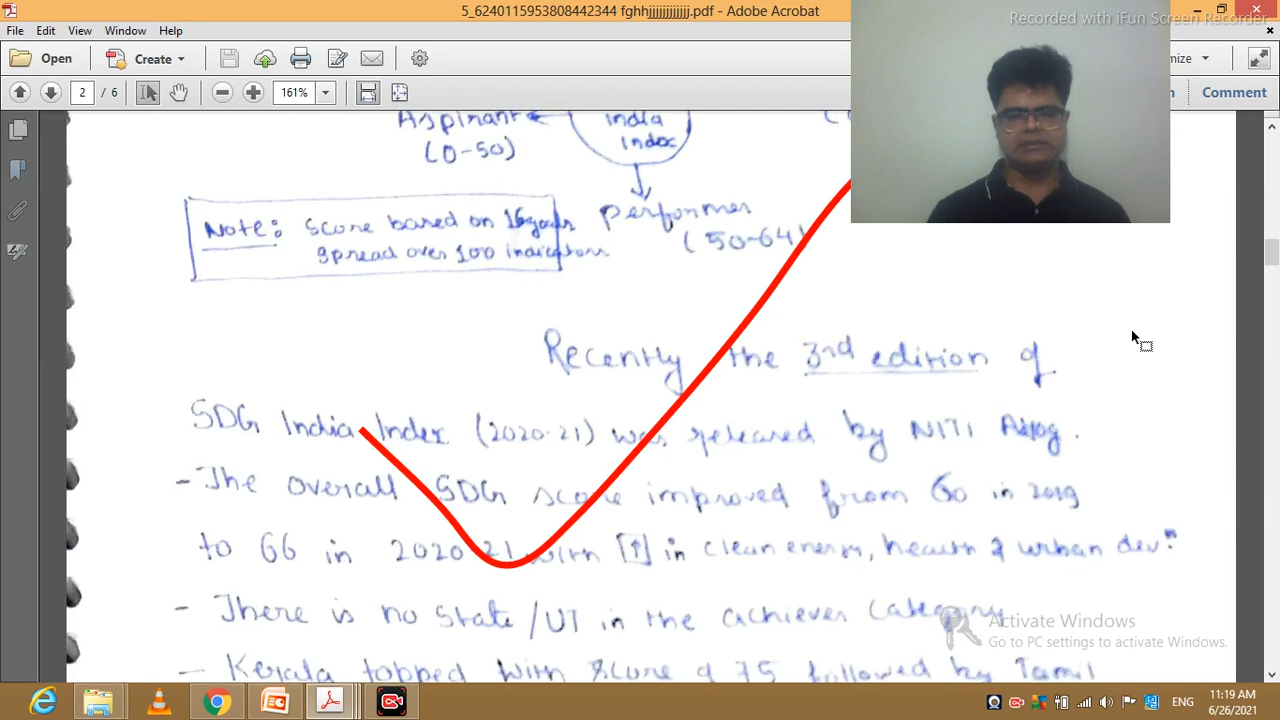 5_6240115953808442344 fghhjjjjjjjjjjjj.pdf - Adobe Acrobat
Recorded with iFun Screen Recorder
File Edit View Window Help
Open Create
2 / 6 161% Comment
Aspirant India
(0-50) Index
Note: Score based on 16 goals Performer
spread over 100 indicators (50-64)
Recently the 3rd edition of
SDG India Index (2020-21) was released by NITI Aayog.
- The overall SDG score improved from 60 in 2019
to 66 in 2020 21 with [↑] in clean energy, health & urban devn
- There is no State/UT in the achiever category
- Kerala topped with score of 75 followed by Tamil
Activate Windows
Go to PC settings to activate Windows.
ENG
11:19 AM
6/26/2021